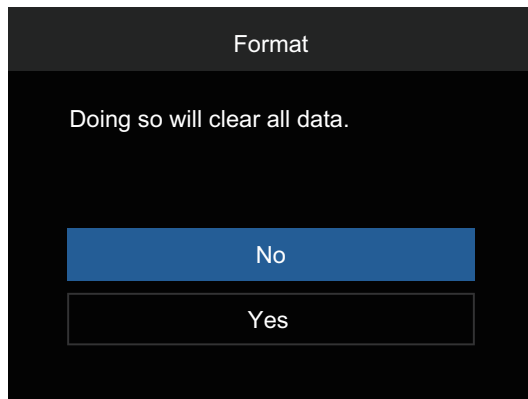 Format
Doing so will clear all data.
No
Yes